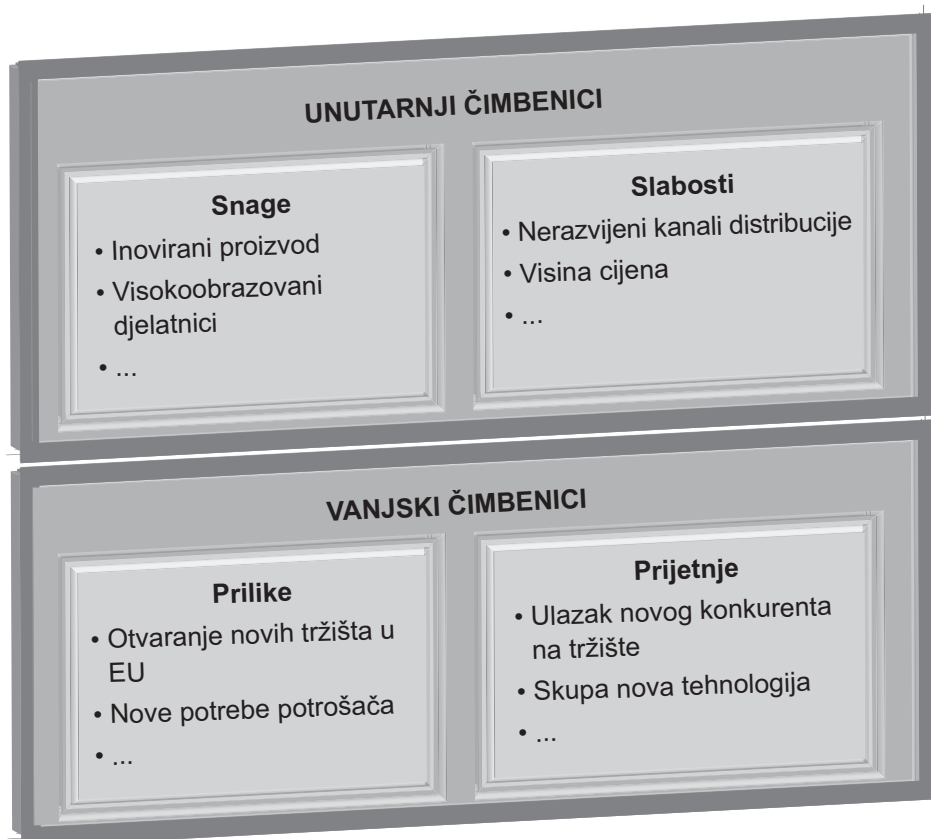 UNUTARNJI ČIMBENICI
Snage
• Inovirani proizvod
• Visokoobrazovani
djelatnici
• ...
Slabosti
• Nerazvijeni kanali distribucije
• Visina cijena
• ...
VANJSKI ČIMBENICI
Prilike
• Otvaranje novih tržišta u
EU
• Nove potrebe potrošača
• ...
Prijetnje
• Ulazak novog konkurenta
na tržište
• Skupa nova tehnologija
• ...